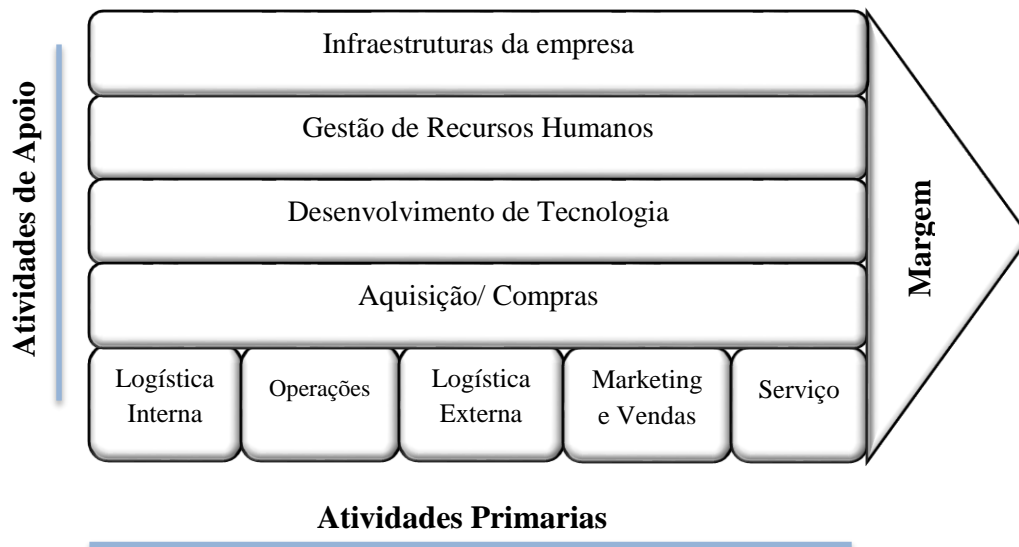 Atividades de Apoio
Infraestruturas da empresa
Gestão de Recursos Humanos
Desenvolvimento de Tecnologia
Aquisição/ Compras
Logística
Interna
Operações
Logística
Externa
Marketing
e Vendas
Serviço
Margem
Atividades Primarias